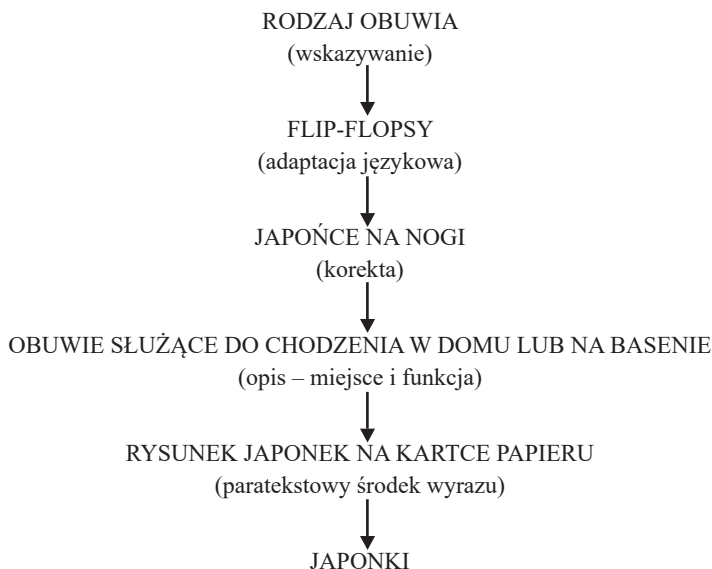 RODZAJ OBUWIA
(wskazywanie)
FLIP-FLOPSY
(adaptacja językowa)
JAPOŃCE NA NOGI
(korekta)
OBUWIE SŁUŻĄCE DO CHODZENIA W DOMU LUB NA BASENIE
(opis – miejsce i funkcja)
RYSUNEK JAPONEK NA KARTCE PAPIERU
(paratekstowy środek wyrazu)
JAPONKI